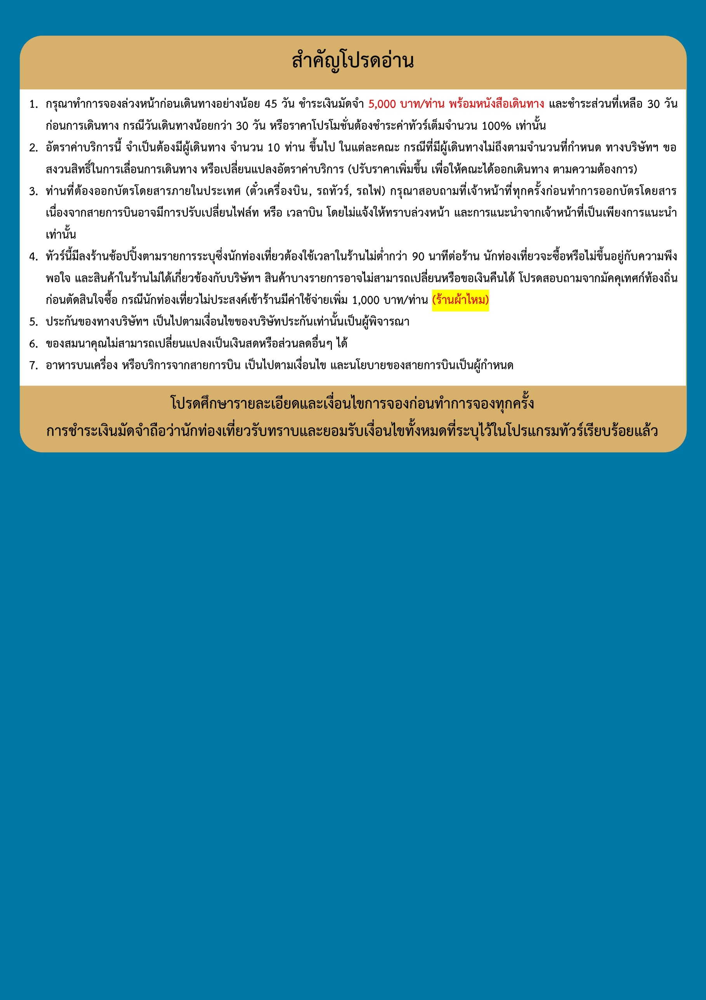 สำคัญโปรดอ่าน
1. กรุณาทำการจองล่วงหน้าก่อนเดินทางอย่างน้อย 45 วัน ชำระเงินมัดจำ 5,000 บาท/ท่าน พร้อมหนังสือเดินทาง และชำระส่วนที่เหลือ 30 วัน
ก่อนการเดินทาง กรณีวันเดินทางน้อยกว่า 30 วัน หรือราคาโปรโมชั่นต้องชำระค่าทัวร์เต็มจำนวน 100% เท่านั้น
2. อัตราค่าบริการนี้ จำเป็นต้องมีผู้เดินทาง จำนวน 10 ท่าน ขึ้นไป ในแต่ละคณะ กรณีที่มีผู้เดินทางไม่ถึงตามจำนวนที่กำหนด ทางบริษัทฯ ขอ
สงวนสิทธิ์ในการเลื่อนการเดินทาง หรือเปลี่ยนแปลงอัตราค่าบริการ (ปรับราคาเพิ่มขึ้น เพื่อให้คณะได้ออกเดินทาง ตามความต้องการ)
3. ท่านที่ต้องออกบัตรโดยสารภายในประเทศ (ตั๋วเครื่องบิน, รถทัวร์, รถไฟ) กรุณาสอบถามที่เจ้าหน้าที่ทุกครั้งก่อนทำการออกบัตรโดยสาร
เนื่องจากสายการบินอาจมีการปรับเปลี่ยนไฟล์ท หรือ เวลาบิน โดยไม่แจ้งให้ทราบล่วงหน้า และการแนะนำจากเจ้าหน้าที่เป็นเพียงการแนะนำ
เท่านั้น
4. ทัวร์นี้มีลงร้านช้อปปิ้งตามรายการระบุซึ่งนักท่องเที่ยวต้องใช้เวลาในร้านไม่ต่ำกว่า 90 นาทีต่อร้าน นักท่องเที่ยวจะซื้อหรือไม่ขึ้นอยู่กับความพึง
พอใจ และสินค้าในร้านไม่ได้เกี่ยวข้องกับบริษัทฯ สินค้าบางรายการอาจไม่สามารถเปลี่ยนหรือขอเงินคืนได้ โปรดสอบถามจากมัคคุเทศก์ท้องถิ่น
ก่อนตัดสินใจซื้อ กรณีนักท่องเที่ยวไม่ประสงค์เข้าร้านมีค่าใช้จ่ายเพิ่ม 1,000 บาท/ท่าน (ร้านผ้าไหม)
5. ประกันของทางบริษัทฯ เป็นไปตามเงื่อนไขของบริษัทประกันเท่านั้นเป็นผู้พิจารณา
6. ของสมนาคุณไม่สามารถเปลี่ยนแปลงเป็นเงินสดหรือส่วนลดอื่นๆ ได้
7. อาหารบนเครื่อง หรือบริการจากสายการบิน เป็นไปตามเงื่อนไข และนโยบายของสายการบินเป็นผู้กำหนด
โปรดศึกษารายละเอียดและเงื่อนไขการจองก่อนทำการจองทุกครั้ง
การชำระเงินมัดจำถือว่านักท่องเที่ยวรับทราบและยอมรับเงื่อนไขทั้งหมดที่ระบุไว้ในโปรแกรมทัวร์เรียบร้อยแล้ว